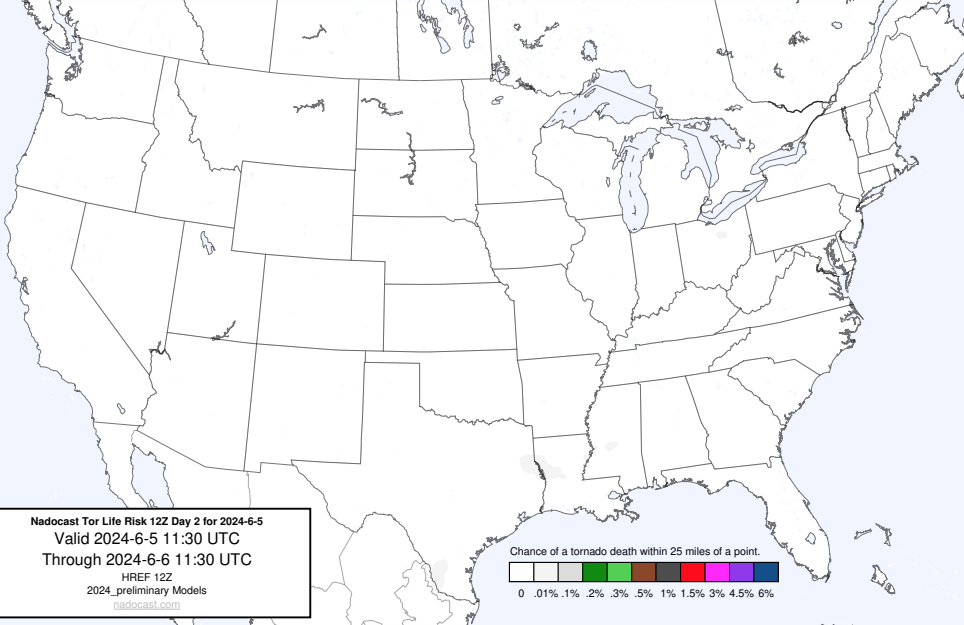 Nadocast Tor Life Risk 12Z Day 2 for 2024-6-5
Valid 2024-6-5 11:30 UTC
Through 2024-6-6 11:30 UTC
HREF 12Z
2024_preliminary Models
nadocast.com
Chance of a tornado death within 25 miles of a point.
0 .01% .1% .2% .3% .5% 1% 1.5% 3% 4.5% 6%